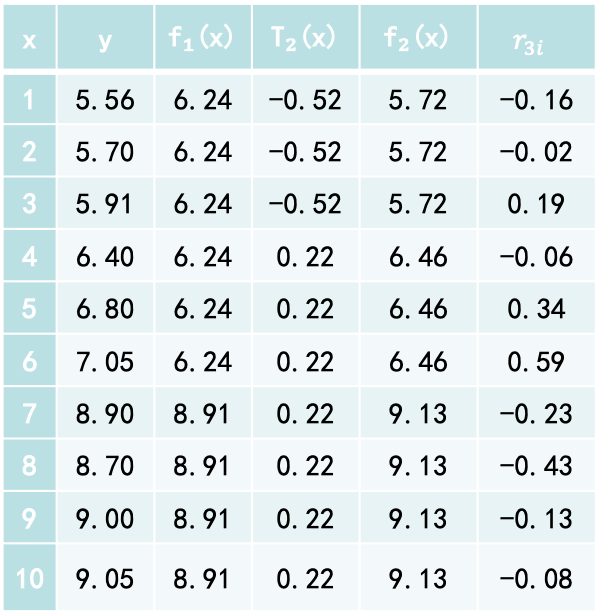 x y f₁(x) T₂(x) f₂(x) r₃ᵢ
1 5.56 6.24 -0.52 5.72 -0.16
2 5.70 6.24 -0.52 5.72 -0.02
3 5.91 6.24 -0.52 5.72 0.19
4 6.40 6.24 0.22 6.46 -0.06
5 6.80 6.24 0.22 6.46 0.34
6 7.05 6.24 0.22 6.46 0.59
7 8.90 8.91 0.22 9.13 -0.23
8 8.70 8.91 0.22 9.13 -0.43
9 9.00 8.91 0.22 9.13 -0.13
10 9.05 8.91 0.22 9.13 -0.08